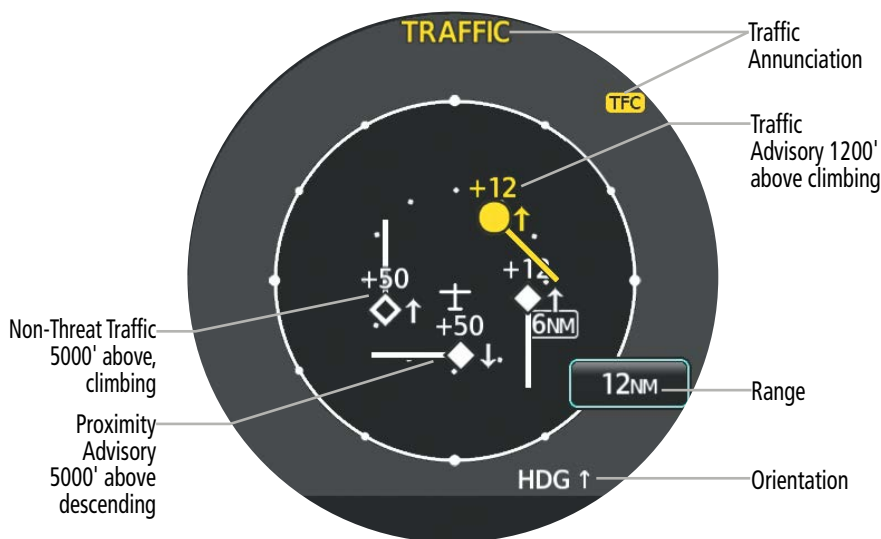 TRAFFIC
Traffic
Annunciation
TFC
Traffic
Advisory 1200'
above climbing
+12
+50
+12
Non-Threat Traffic
5000' above,
climbing
+50
6NM
12NM
Range
Proximity
Advisory
5000' above
descending
HDG ↑
Orientation